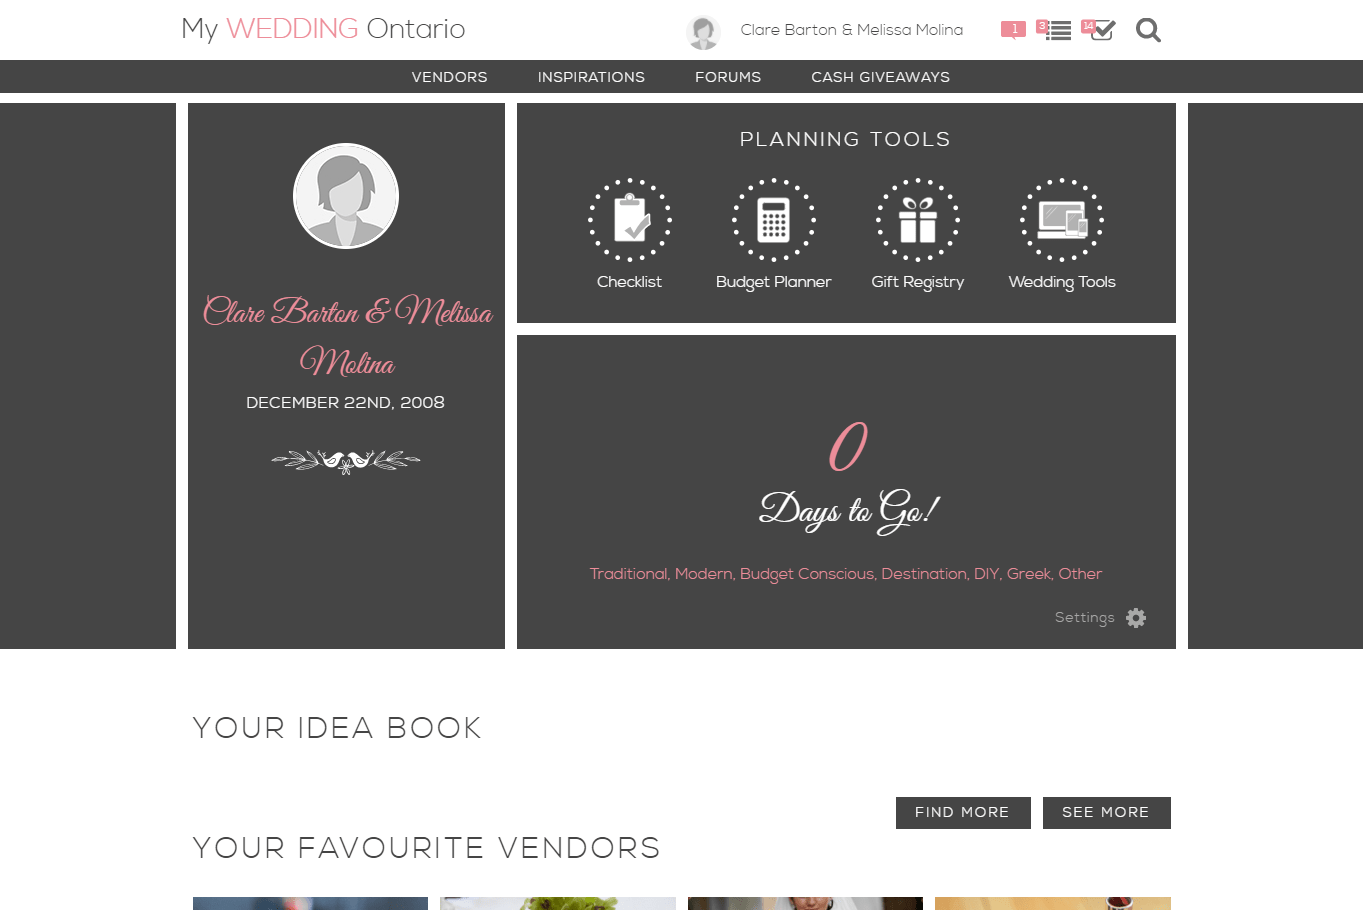 My WEDDING Ontario
Clare Barton & Melissa Molina
1
3
14
VENDORS INSPIRATIONS FORUMS CASH GIVEAWAYS
Clare Barton & Melissa
Molina
DECEMBER 22ND, 2008
PLANNING TOOLS
Checklist Budget Planner Gift Registry Wedding Tools
0
Days to Go!
Traditional, Modern, Budget Conscious, Destination, DIY, Greek, Other
Settings
YOUR IDEA BOOK
FIND MORE SEE MORE
YOUR FAVOURITE VENDORS